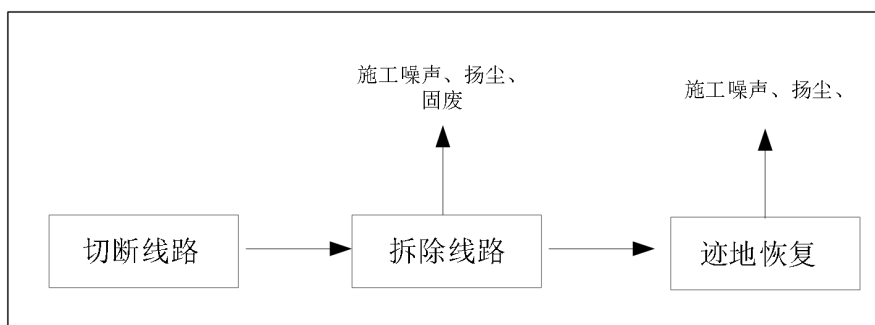 施工噪声、扬尘、
固废
施工噪声、扬尘、
切断线路
拆除线路
迹地恢复